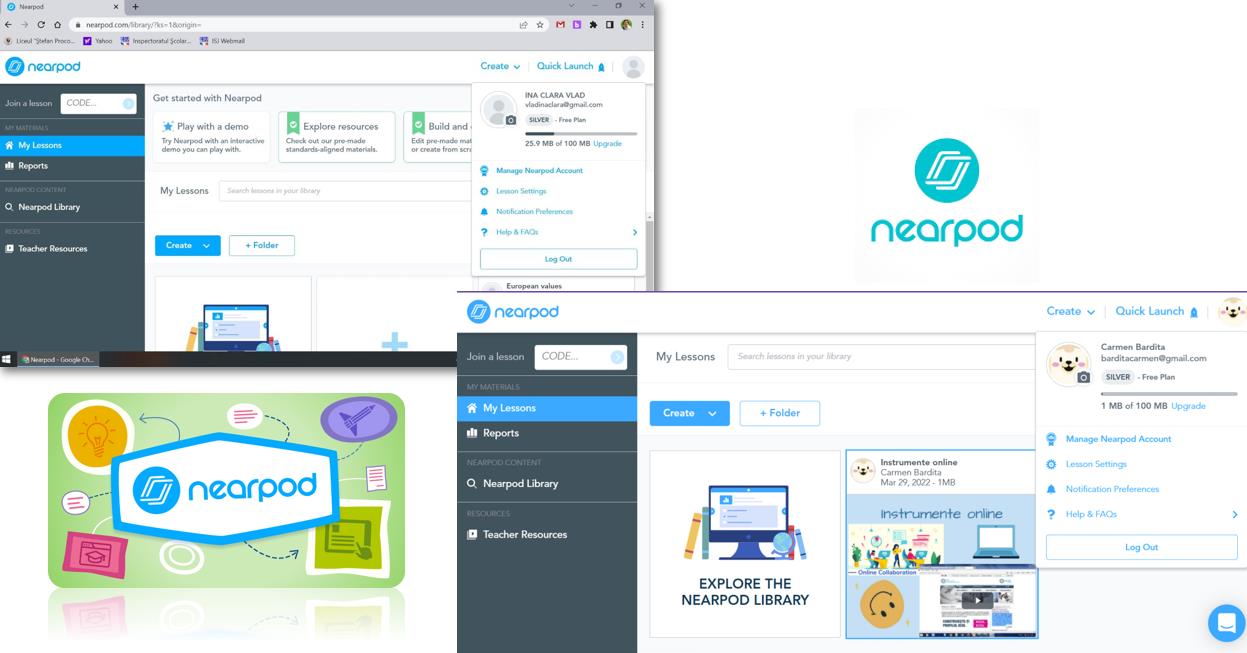 Nearpod
nearpod.com/library/?ks=1&origin=
Liceul "Ștefan Proco...
Yahoo
Inspectoratul Școlar...
ISJ Webmail
nearpod
Create
Quick Launch
Join a lesson
CODE...
MY MATERIALS
My Lessons
Reports
NEARPOD CONTENT
Nearpod Library
RESOURCES
Teacher Resources
Get started with Nearpod
Play with a demo
Try Nearpod with an interactive
demo you can play with.
Explore resources
Check out our pre-made
standards-aligned materials.
Build and
Edit pre-made mat
or create from scra
My Lessons
Search lessons in your library
Create
+ Folder
INA CLARA VLAD
vladinaclara@gmail.com
SILVER - Free Plan
25.9 MB of 100 MB Upgrade
Manage Nearpod Account
Lesson Settings
Notification Preferences
Help & FAQs
Log Out
European values
Nearpod - Google Ch...
nearpod
nearpod
nearpod
Create
Quick Launch
Join a lesson
CODE...
MY MATERIALS
My Lessons
Reports
NEARPOD CONTENT
Nearpod Library
RESOURCES
Teacher Resources
My Lessons
Search lessons in your library
Create
+ Folder
EXPLORE THE
NEARPOD LIBRARY
Instrumente online
Carmen Bardita
Mar 29, 2022 - 1MB
Instrumente online
Online Collaboration
Carmen Bardita
barditacarmen@gmail.com
SILVER - Free Plan
1 MB of 100 MB Upgrade
Manage Nearpod Account
Lesson Settings
Notification Preferences
Help & FAQs
Log Out